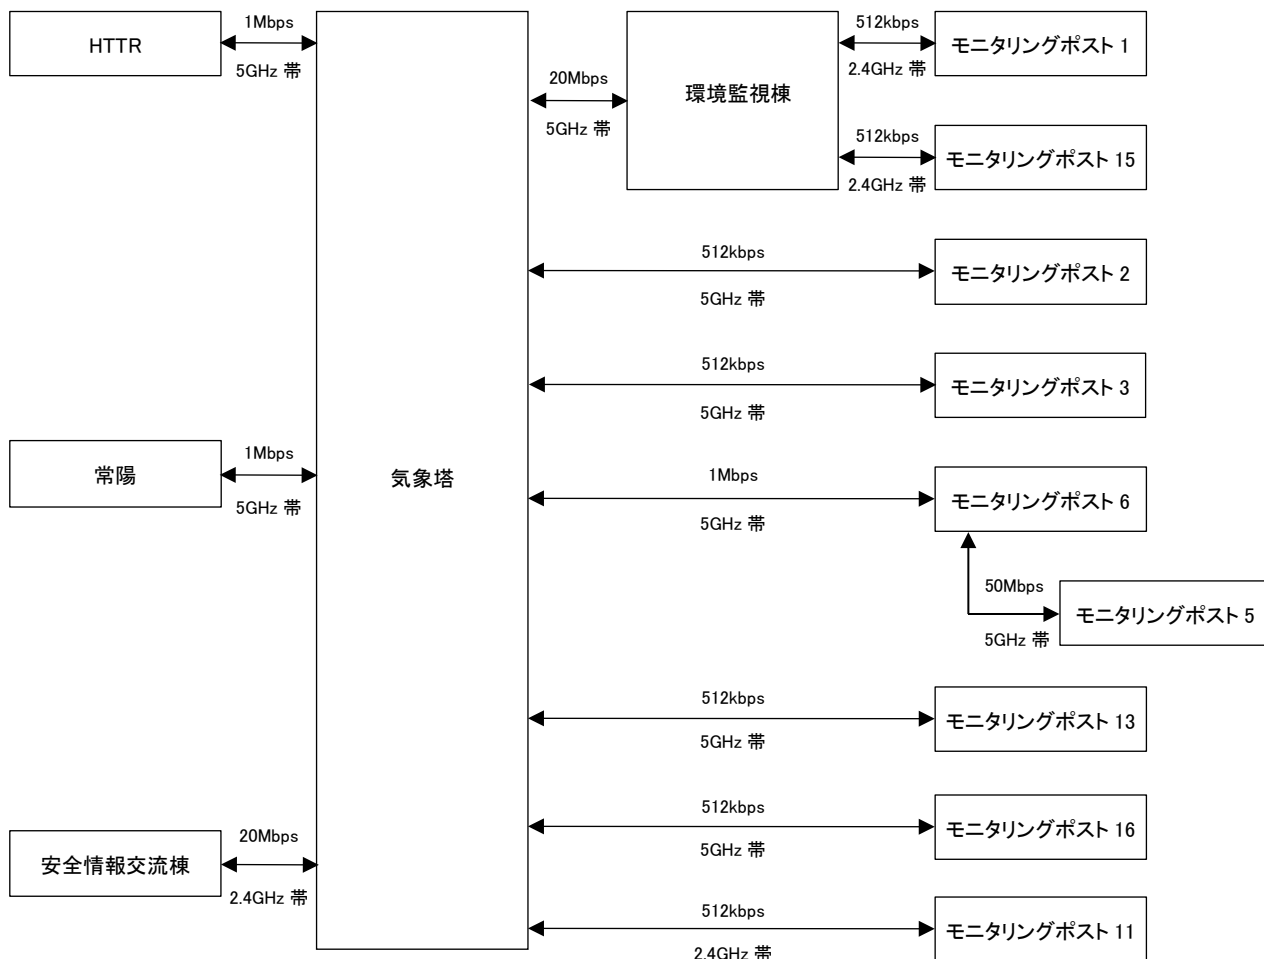 HTTR
1Mbps
5GHz 帯
常陽
1Mbps
5GHz 帯
安全情報交流棟
20Mbps
2.4GHz 帯
気象塔
20Mbps
5GHz 帯
環境監視棟
512kbps
2.4GHz 帯
モニタリングポスト 1
512kbps
2.4GHz 帯
モニタリングポスト 15
512kbps
5GHz 帯
モニタリングポスト 2
512kbps
5GHz 帯
モニタリングポスト 3
1Mbps
5GHz 帯
モニタリングポスト 6
50Mbps
5GHz 帯
モニタリングポスト 5
512kbps
5GHz 帯
モニタリングポスト 13
512kbps
5GHz 帯
モニタリングポスト 16
512kbps
2.4GHz 帯
モニタリングポスト 11